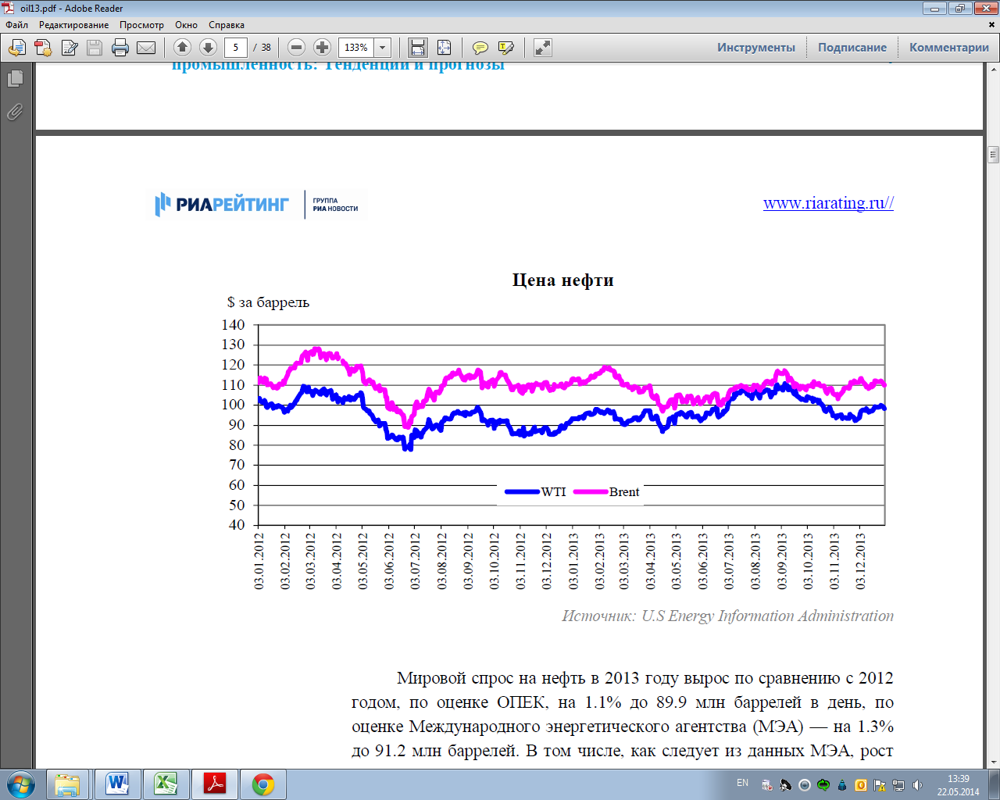 oil13.pdf - Adobe Reader
Файл Редактирование Просмотр Окно Справка
5 / 38 133% Инструменты Подписание Комментарии
промышленность: Тенденции и прогнозы
РИАРЕЙТИНГ ГРУППА
РИА НОВОСТИ
www.riarating.ru//
Цена нефти
$ за баррель
140
130
120
110
100
90
80
70
60
50
40
WTI Brent
03.01.2012 03.02.2012 03.03.2012 03.04.2012 03.05.2012 03.06.2012 03.07.2012 03.08.2012 03.09.2012 03.10.2012 03.11.2012 03.12.2012 03.01.2013 03.02.2013 03.03.2013 03.04.2013 03.05.2013 03.06.2013 03.07.2013 03.08.2013 03.09.2013 03.10.2013 03.11.2013 03.12.2013
Источник: U.S Energy Information Administration
Мировой спрос на нефть в 2013 году вырос по сравнению с 2012
годом, по оценке ОПЕК, на 1.1% до 89.9 млн баррелей в день, по
оценке Международного энергетического агентства (МЭА) — на 1.3%
до 91.2 млн баррелей. В том числе, как следует из данных МЭА, рост
EN 13:39
22.05.2014